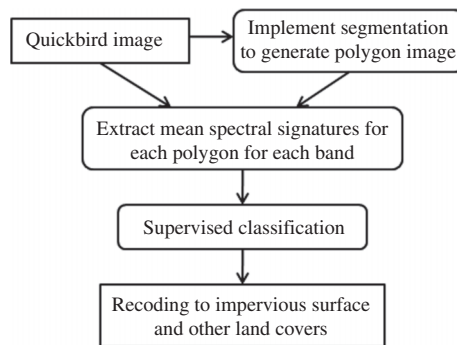 Quickbird image
Implement segmentation
to generate polygon image
Extract mean spectral signatures for
each polygon for each band
Supervised classification
Recoding to impervious surface
and other land covers